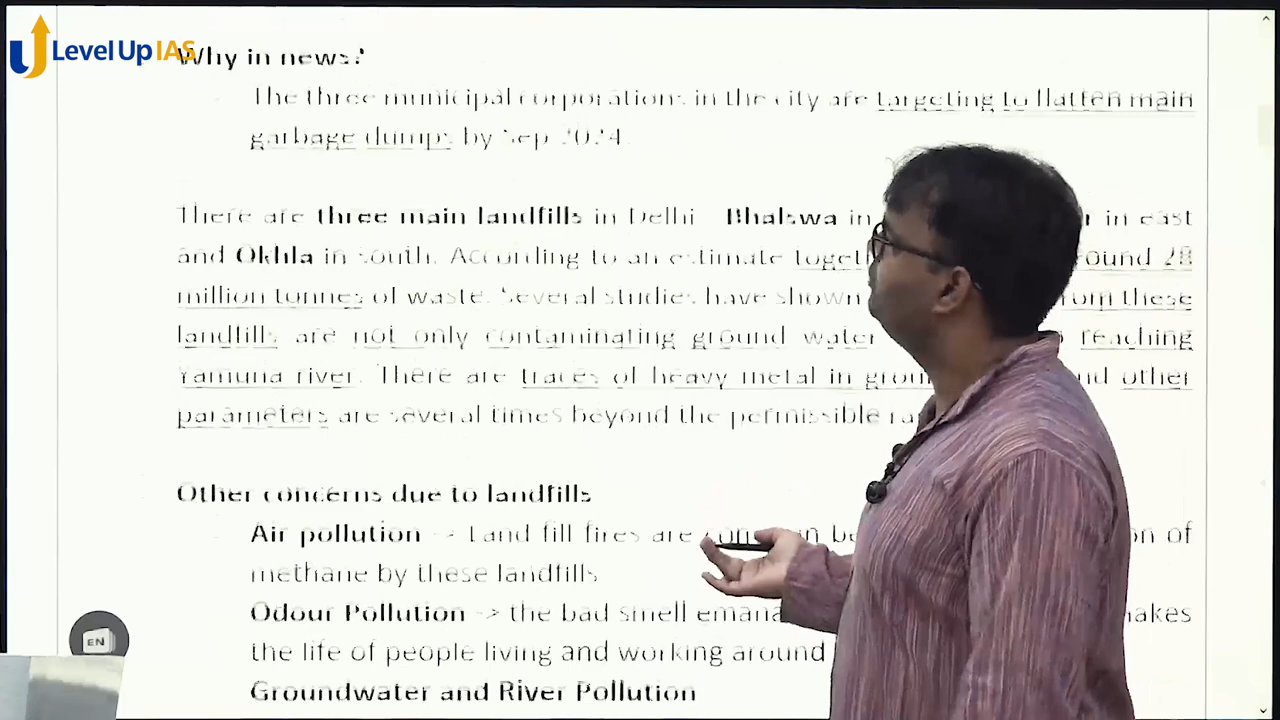 LevelUp IAS
Why in news?
The three municipal corporations in the city are targeting to flatten main
garbage dumps by Sep 2024.
There are three main landfills in Delhi Bhalswa in in east
and Okhla in south. According to an estimate 28
million tonnes of waste. Several studies have shown these
landfills are not only contaminating ground water reaching
Yamuna river. There are traces of heavy metal in other
parameters are several times beyond the permissible
Other concerns due to landfills
Air pollution -> Land fill fires are of
methane by these landfills
Odour Pollution -> the bad smell
the life of people living and working around
Groundwater and River Pollution
EN